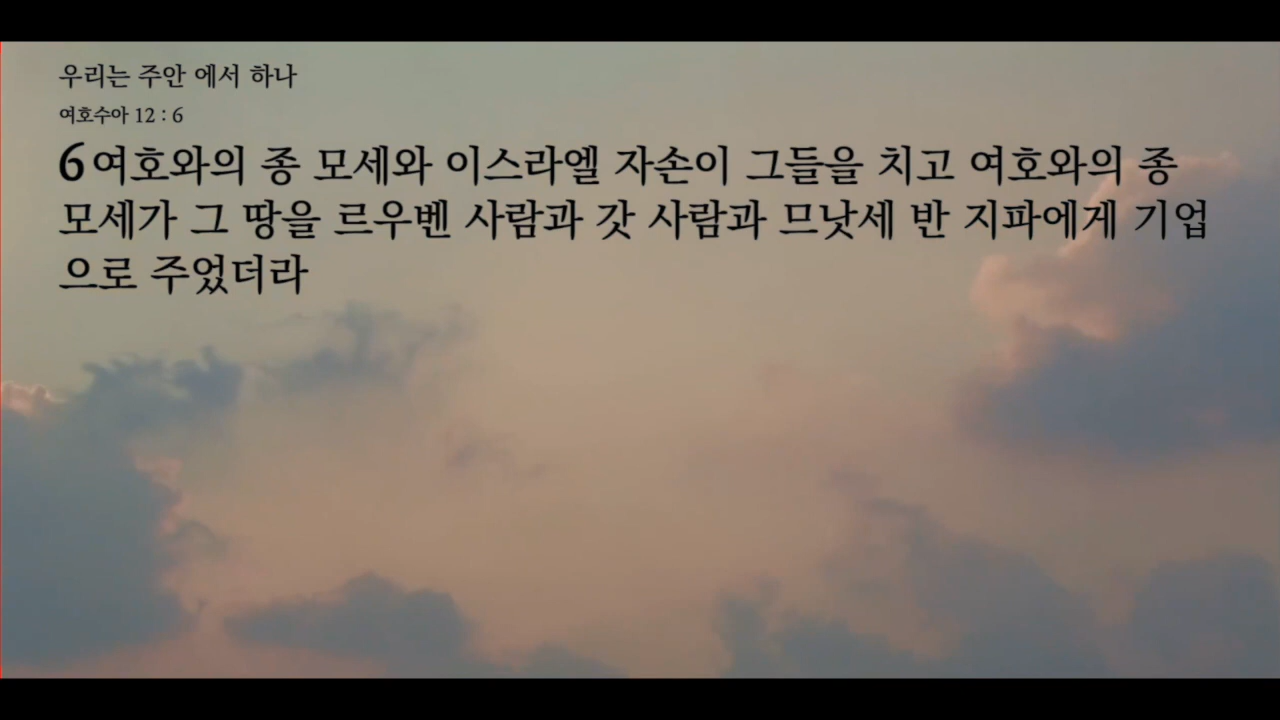 우리는 주안 에서 하나
여호수아 12 : 6
6여호와의 종 모세와 이스라엘 자손이 그들을 치고 여호와의 종
모세가 그 땅을 르우벤 사람과 갓 사람과 므낫세 반 지파에게 기업
으로 주었더라